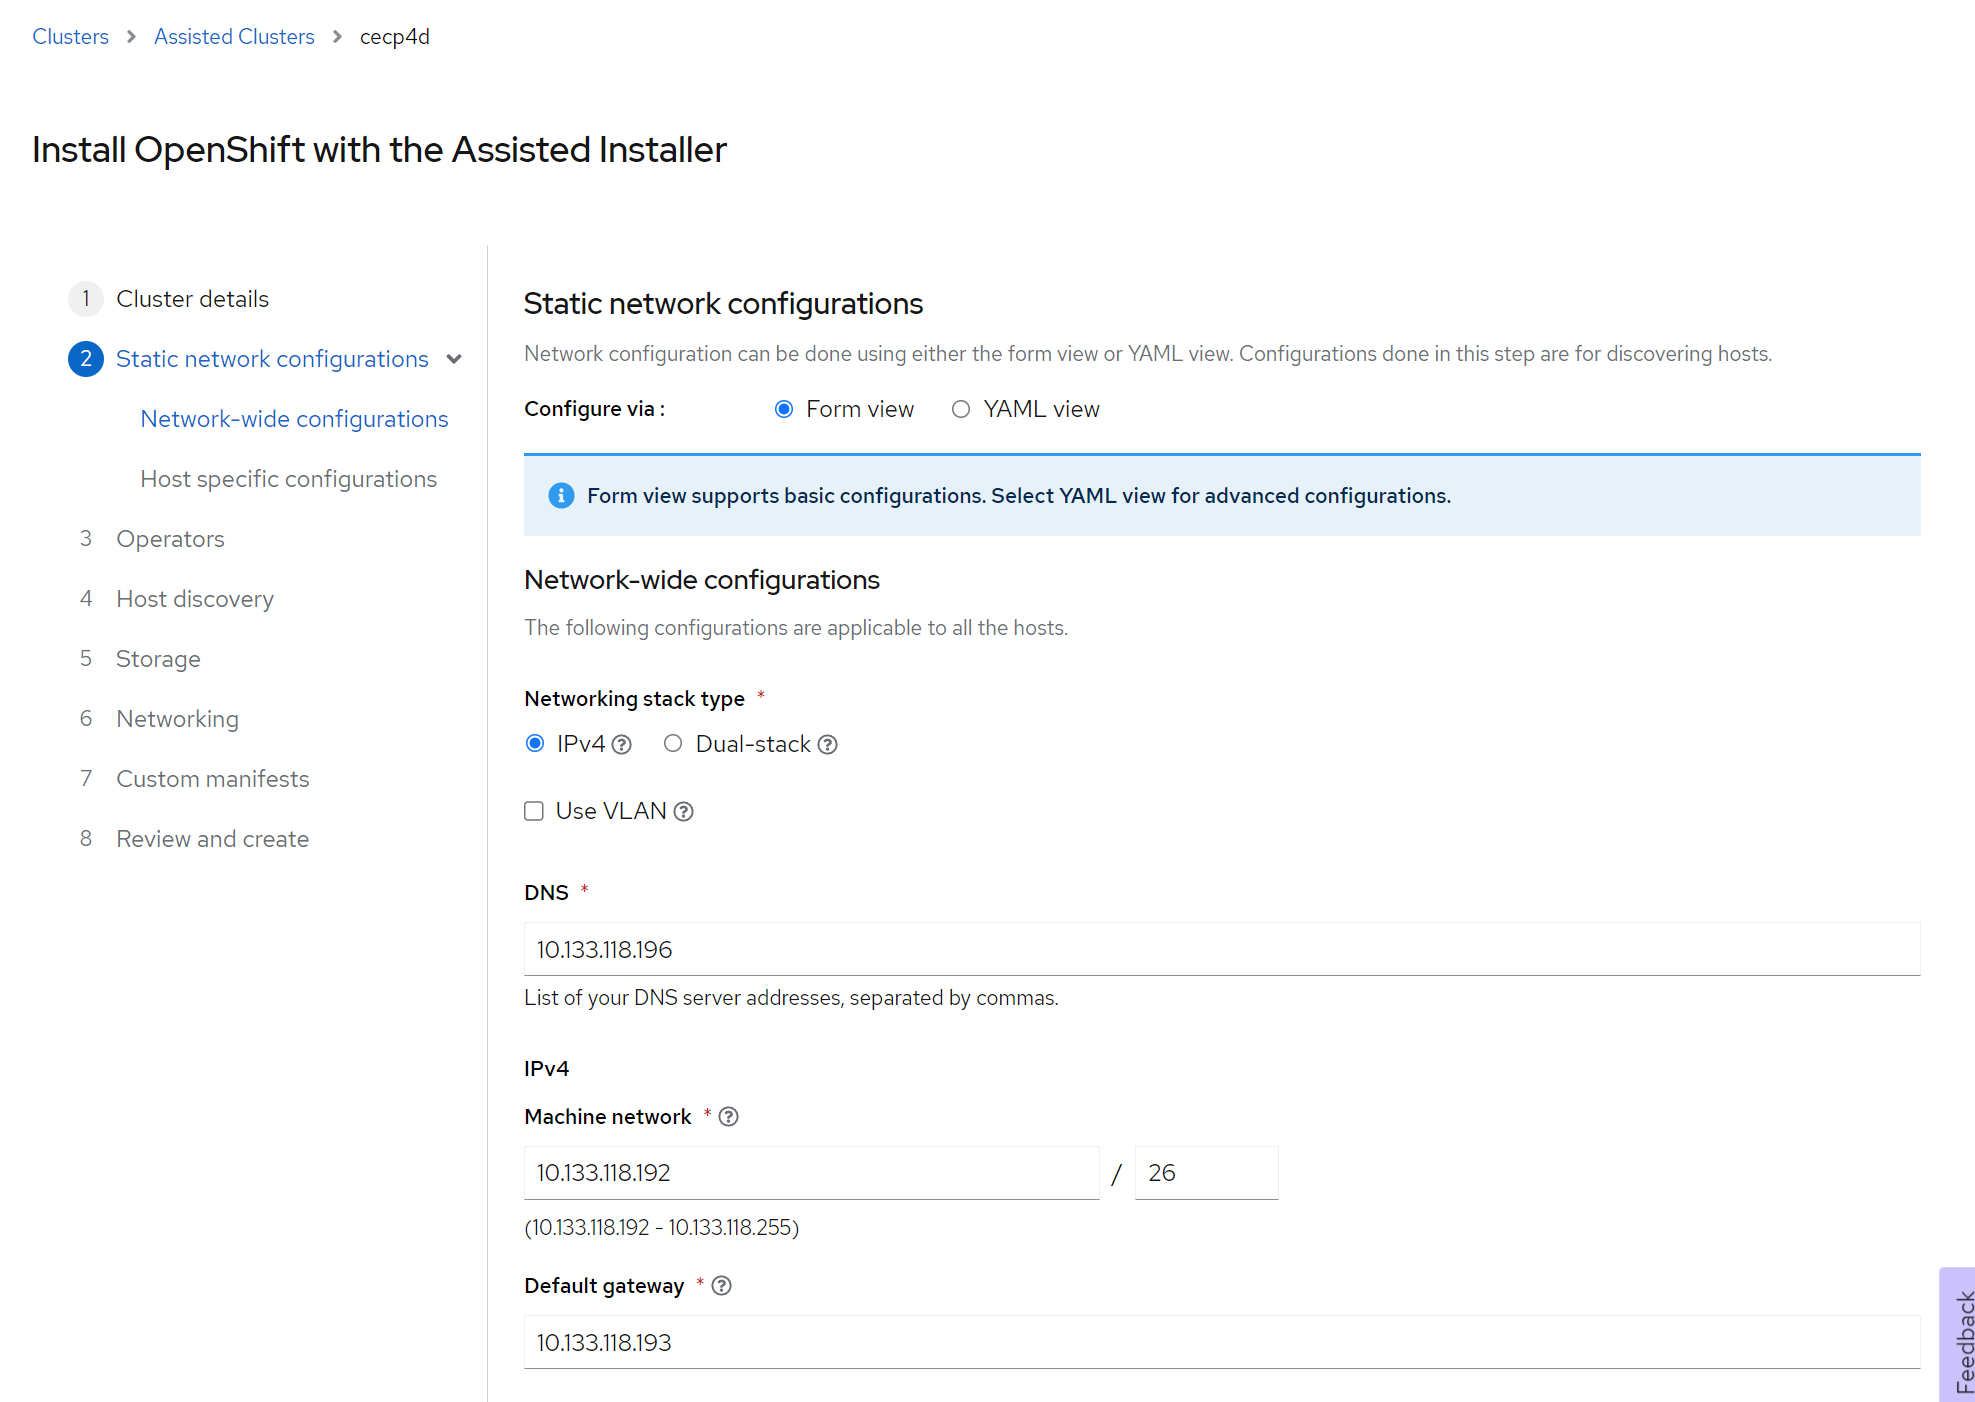 Clusters > Assisted Clusters > cecp4d
Install OpenShift with the Assisted Installer
1 Cluster details
2 Static network configurations
Network-wide configurations
Host specific configurations
3 Operators
4 Host discovery
5 Storage
6 Networking
7 Custom manifests
8 Review and create
Static network configurations
Network configuration can be done using either the form view or YAML view. Configurations done in this step are for discovering hosts.
Configure via : Form view YAML view
Form view supports basic configurations. Select YAML view for advanced configurations.
Network-wide configurations
The following configurations are applicable to all the hosts.
Networking stack type *
IPv4 Dual-stack
Use VLAN
DNS *
10.133.118.196
List of your DNS server addresses, separated by commas.
IPv4
Machine network *
10.133.118.192 / 26
(10.133.118.192 - 10.133.118.255)
Default gateway *
10.133.118.193
Feedback